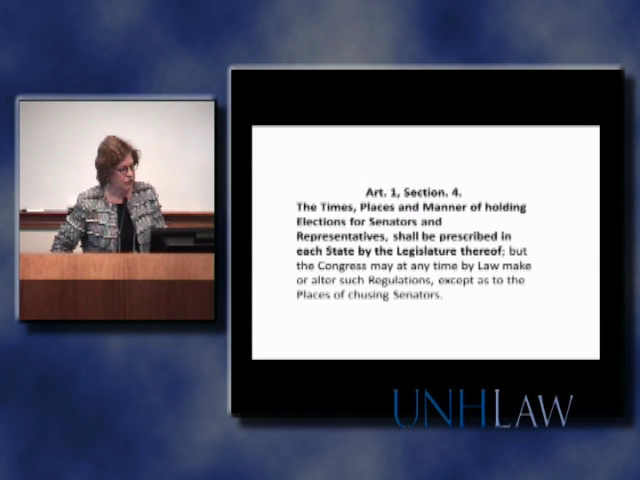 Art. 1, Section. 4.
The Times, Places and Manner of holding
Elections for Senators and
Representatives, shall be prescribed in
each State by the Legislature thereof; but
the Congress may at any time by Law make
or alter such Regulations, except as to the
Places of chusing Senators.
UNHLAW